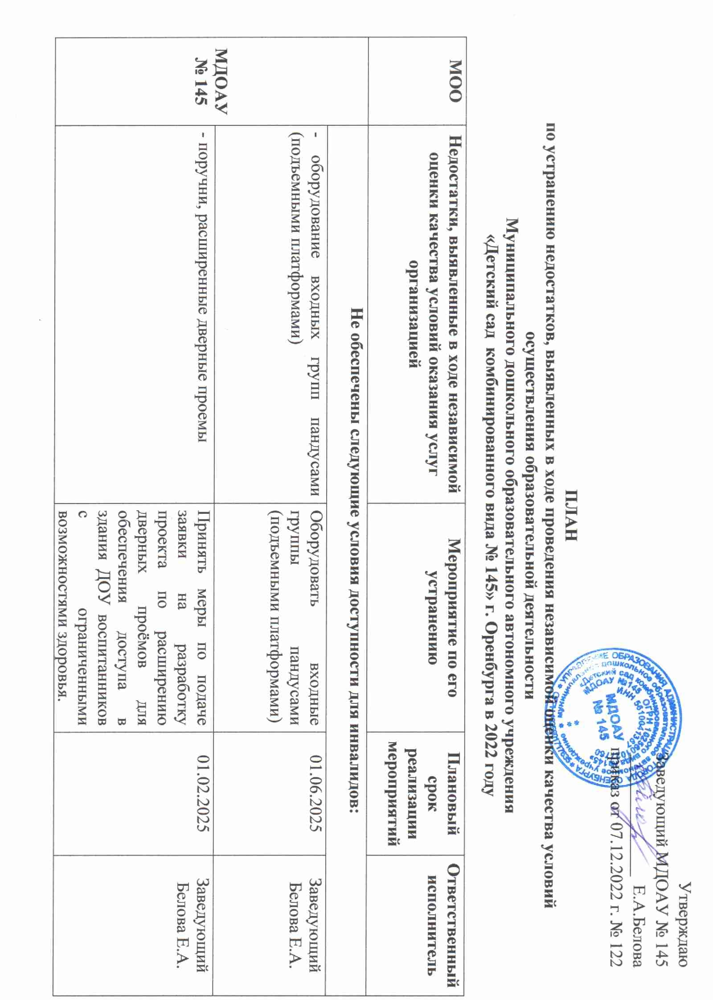 Утверждаю
Заведующий МДОАУ № 145
Е.А.Белова
приказ от 07.12.2022 г. № 122
МДОАУ
№ 145
ПЛАН
по устранению недостатков, выявленных в ходе проведения независимой оценки качества условий
осуществления образовательной деятельности
Муниципального дошкольного образовательного автономного учреждения
«Детский сад комбинированного вида № 145» г. Оренбурга в 2022 году
МОО
Недостатки, выявленные в ходе независимой
оценки качества условий оказания услуг
организацией
Мероприятие по его
устранению
Плановый
срок
реализации
мероприятий
Ответственный
исполнитель
МДОАУ
№ 145
Не обеспечены следующие условия доступности для инвалидов:
- оборудование входных групп пандусами
(подъемными платформами)
Оборудовать входные
группы пандусами
(подъемными платформами)
01.06.2025
Заведующий
Белова Е.А.
- поручни, расширенные дверные проемы
Принять меры по подаче
заявки на разработку
проекта по расширению
дверных проёмов для
обеспечения доступа в
здания ДОУ воспитанников
с ограниченными
возможностями здоровья.
01.02.2025
Заведующий
Белова Е.А.